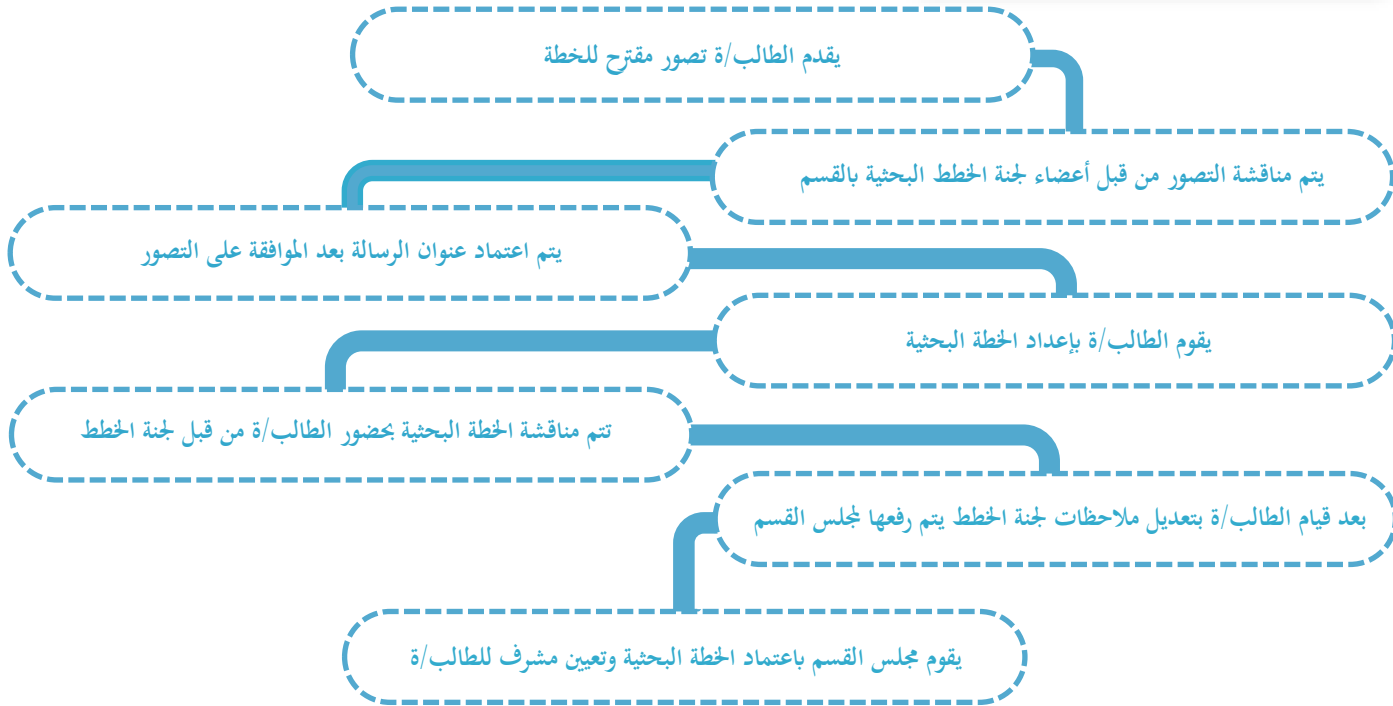 يقدم الطالب/ة تصور مقترح للخطة
يتم مناقشة التصور من قبل أعضاء لجنة الخطط البحثية بالقسم
يتم اعتماد عنوان الرسالة بعد الموافقة على التصور
يقوم الطالب/ة بإعداد الخطة البحثية
تتم مناقشة الخطة البحثية بحضور الطالب/ة من قبل لجنة الخطط
بعد قيام الطالب/ة بتعديل ملاحظات لجنة الخطط يتم رفعها لمجلس القسم
يقوم مجلس القسم باعتماد الخطة البحثية وتعيين مشرف للطالب/ة